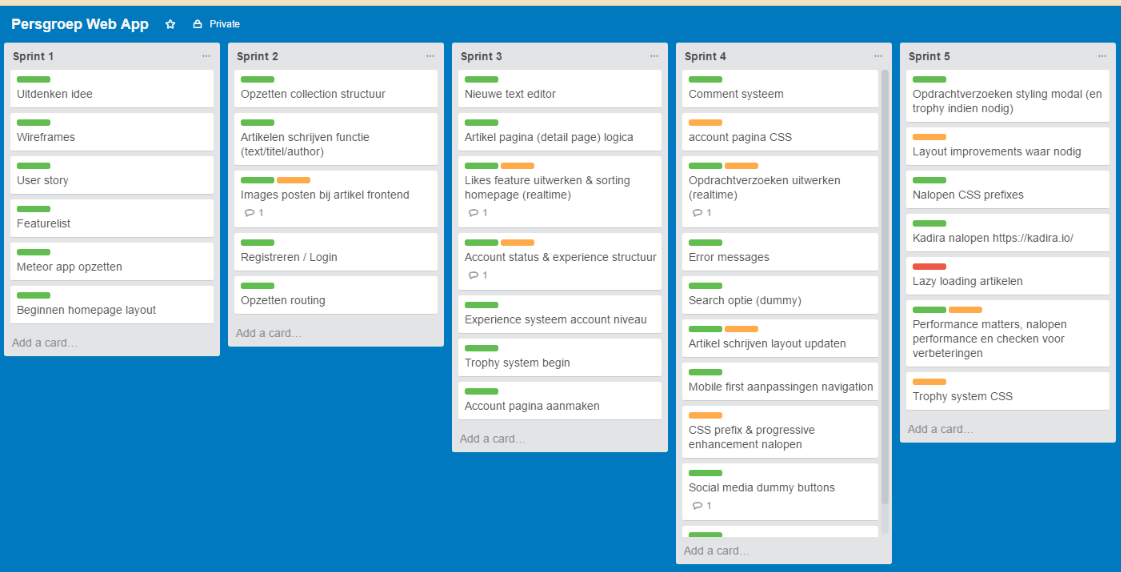 Persgroep Web App
Private
Sprint 1
...
Uitdenken idee
Wireframes
User story
Featurelist
Meteor app opzetten
Beginnen homepage layout
Add a card...
Sprint 2
...
Opzetten collection structuur
Artikelen schrijven functie
(text/titel/author)
Images posten bij artikel frontend
1
Registreren / Login
Opzetten routing
Add a card...
Sprint 3
...
Nieuwe text editor
Artikel pagina (detail page) logica
Likes feature uitwerken & sorting
homepage (realtime)
1
Account status & experience structuur
1
Experience systeem account niveau
Trophy system begin
Account pagina aanmaken
Add a card...
Sprint 4
...
Comment systeem
account pagina CSS
Opdrachtverzoeken uitwerken
(realtime)
1
Error messages
Search optie (dummy)
Artikel schrijven layout updaten
Mobile first aanpassingen navigation
CSS prefix & progressive
enhancement nalopen
Social media dummy buttons
1
Add a card...
Sprint 5
...
Opdrachtverzoeken styling modal (en
trophy indien nodig)
Layout improvements waar nodig
Nalopen CSS prefixes
Kadira nalopen https://kadira.io/
Lazy loading artikelen
Performance matters, nalopen
performance en checken voor
verbeteringen
Trophy system CSS
Add a card...